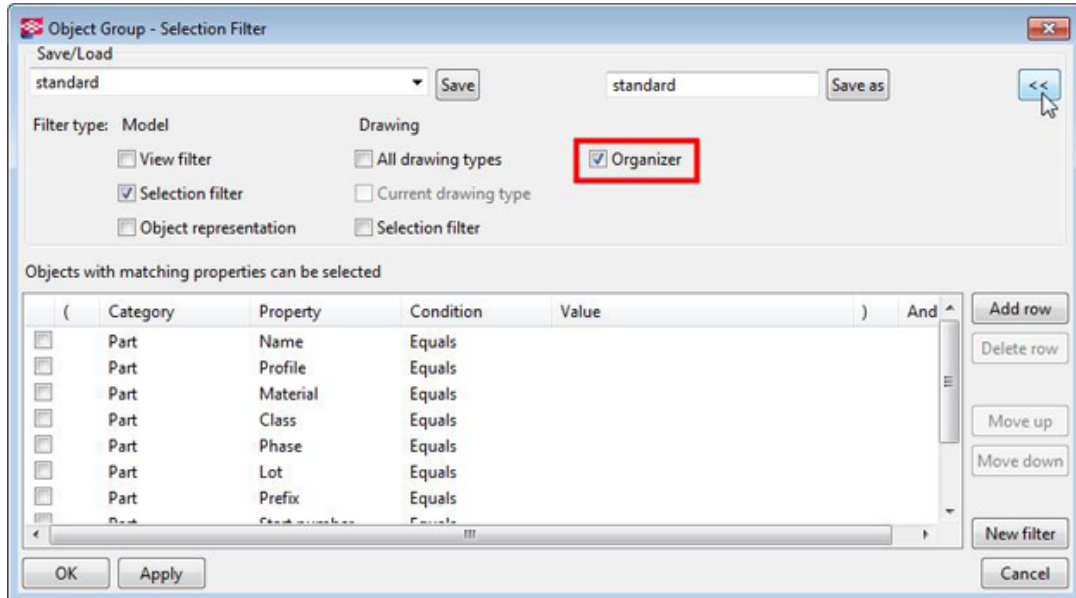 Object Group - Selection Filter
Save/Load
standard Save standard Save as <<
Filter type: Model Drawing
View filter All drawing types Organizer
Selection filter Current drawing type
Object representation Selection filter
Objects with matching properties can be selected
( Category Property Condition Value ) And Add row
Part Name Equals Delete row
Part Profile Equals
Part Material Equals
Part Class Equals Move up
Part Phase Equals
Part Lot Equals Move down
Part Prefix Equals
Part Start number Equals
New filter
OK Apply Cancel